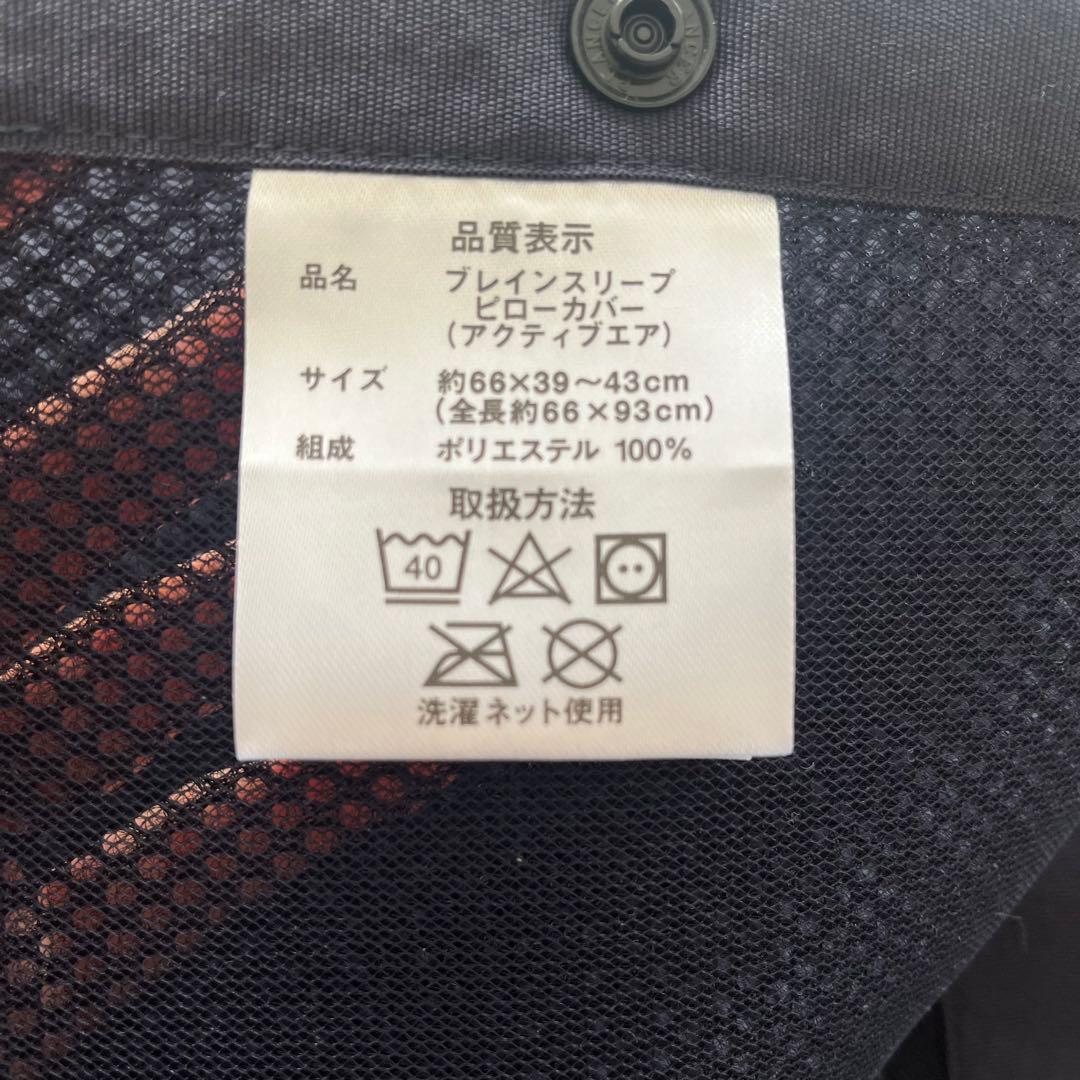 品質表示
品名 ブレインスリープ
ピローカバー
(アクティブエア)
サイズ 約66×39～43cm
(全長約66×93cm)
組成 ポリエステル 100%
取扱方法
40
洗濯ネット使用